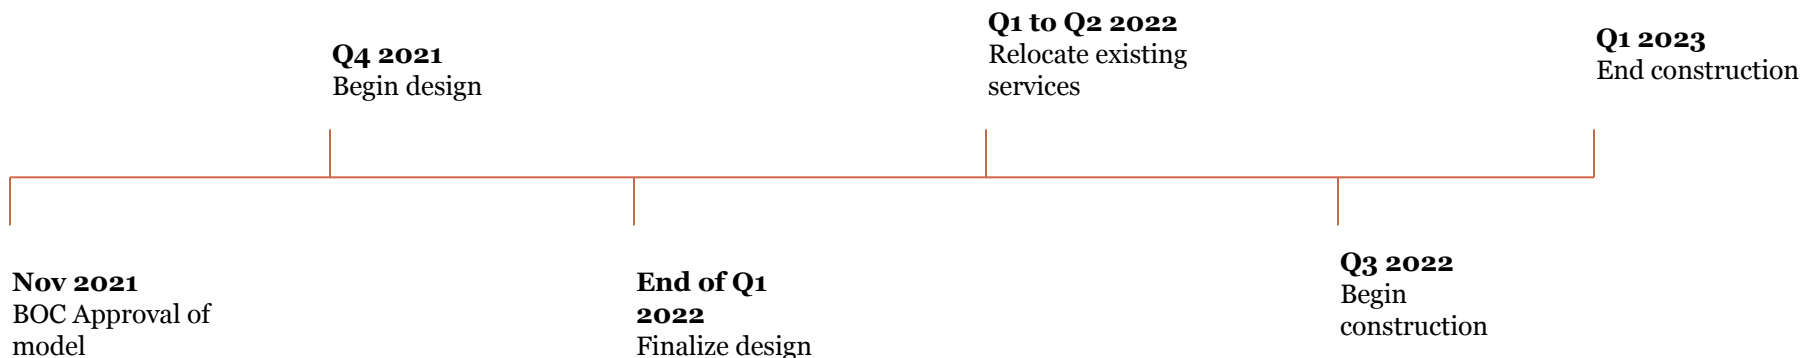 Nov 2021
BOC Approval of
model
Q4 2021
Begin design
End of Q1
2022
Finalize design
Q1 to Q2 2022
Relocate existing
services
Q3 2022
Begin
construction
Q1 2023
End construction